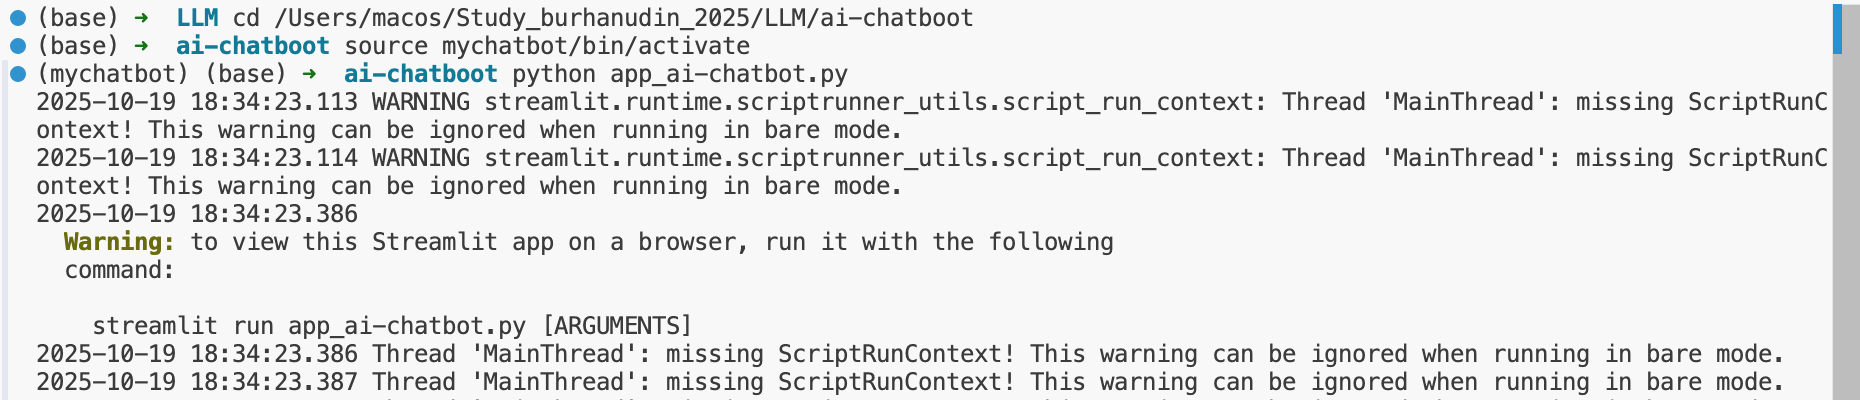 (base) ➜  LLM cd /Users/macos/Study_burhanudin_2025/LLM/ai-chatboot
(base) ➜  ai-chatboot source mychatbot/bin/activate
(mychatbot) (base) ➜  ai-chatboot python app_ai-chatbot.py
2025-10-19 18:34:23.113 WARNING streamlit.runtime.scriptrunner_utils.script_run_context: Thread 'MainThread': missing ScriptRunC
ontext! This warning can be ignored when running in bare mode.
2025-10-19 18:34:23.114 WARNING streamlit.runtime.scriptrunner_utils.script_run_context: Thread 'MainThread': missing ScriptRunC
ontext! This warning can be ignored when running in bare mode.
2025-10-19 18:34:23.386
Warning: to view this Streamlit app on a browser, run it with the following
command:
streamlit run app_ai-chatbot.py [ARGUMENTS]
2025-10-19 18:34:23.386 Thread 'MainThread': missing ScriptRunContext! This warning can be ignored when running in bare mode.
2025-10-19 18:34:23.387 Thread 'MainThread': missing ScriptRunContext! This warning can be ignored when running in bare mode.